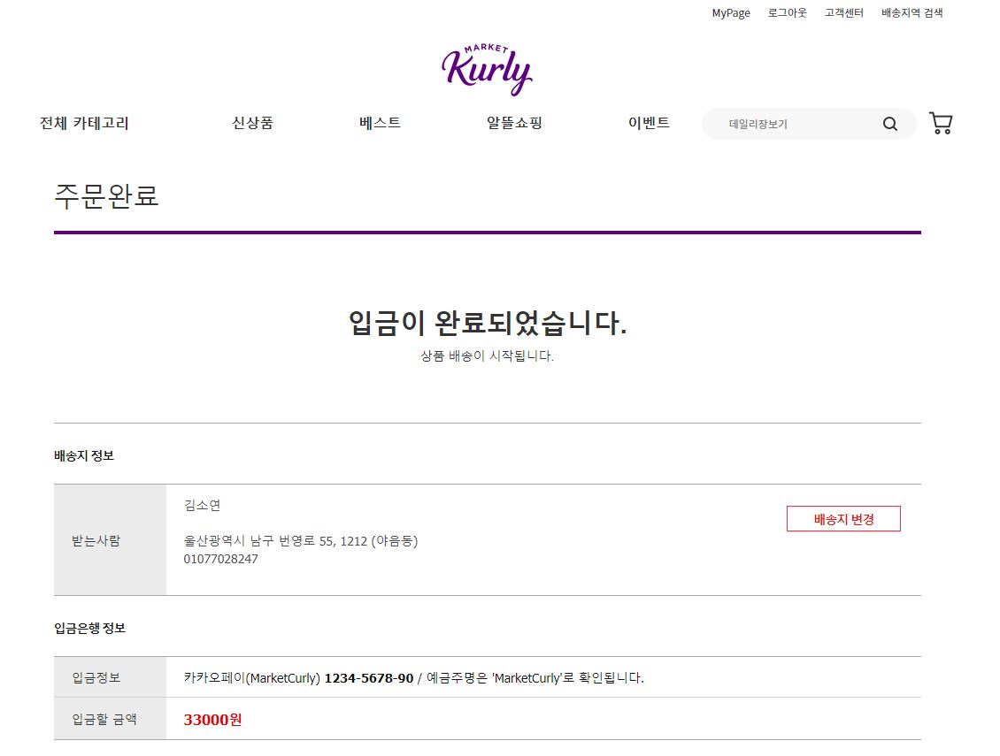 MyPage 로그아웃 고객센터 배송지역 검색
MARKET
Kurly
전체 카테고리 신상품 베스트 알뜰쇼핑 이벤트 데일리장보기
주문완료
입금이 완료되었습니다.
상품 배송이 시작됩니다.
배송지 정보
김소연
배송지 변경
받는사람
울산광역시 남구 번영로 55, 1212 (야음동)
01077028247
입금은행 정보
입금정보 카카오페이(MarketCurly) 1234-5678-90 / 예금주명은 'MarketCurly'로 확인됩니다.
입금할 금액 33000원